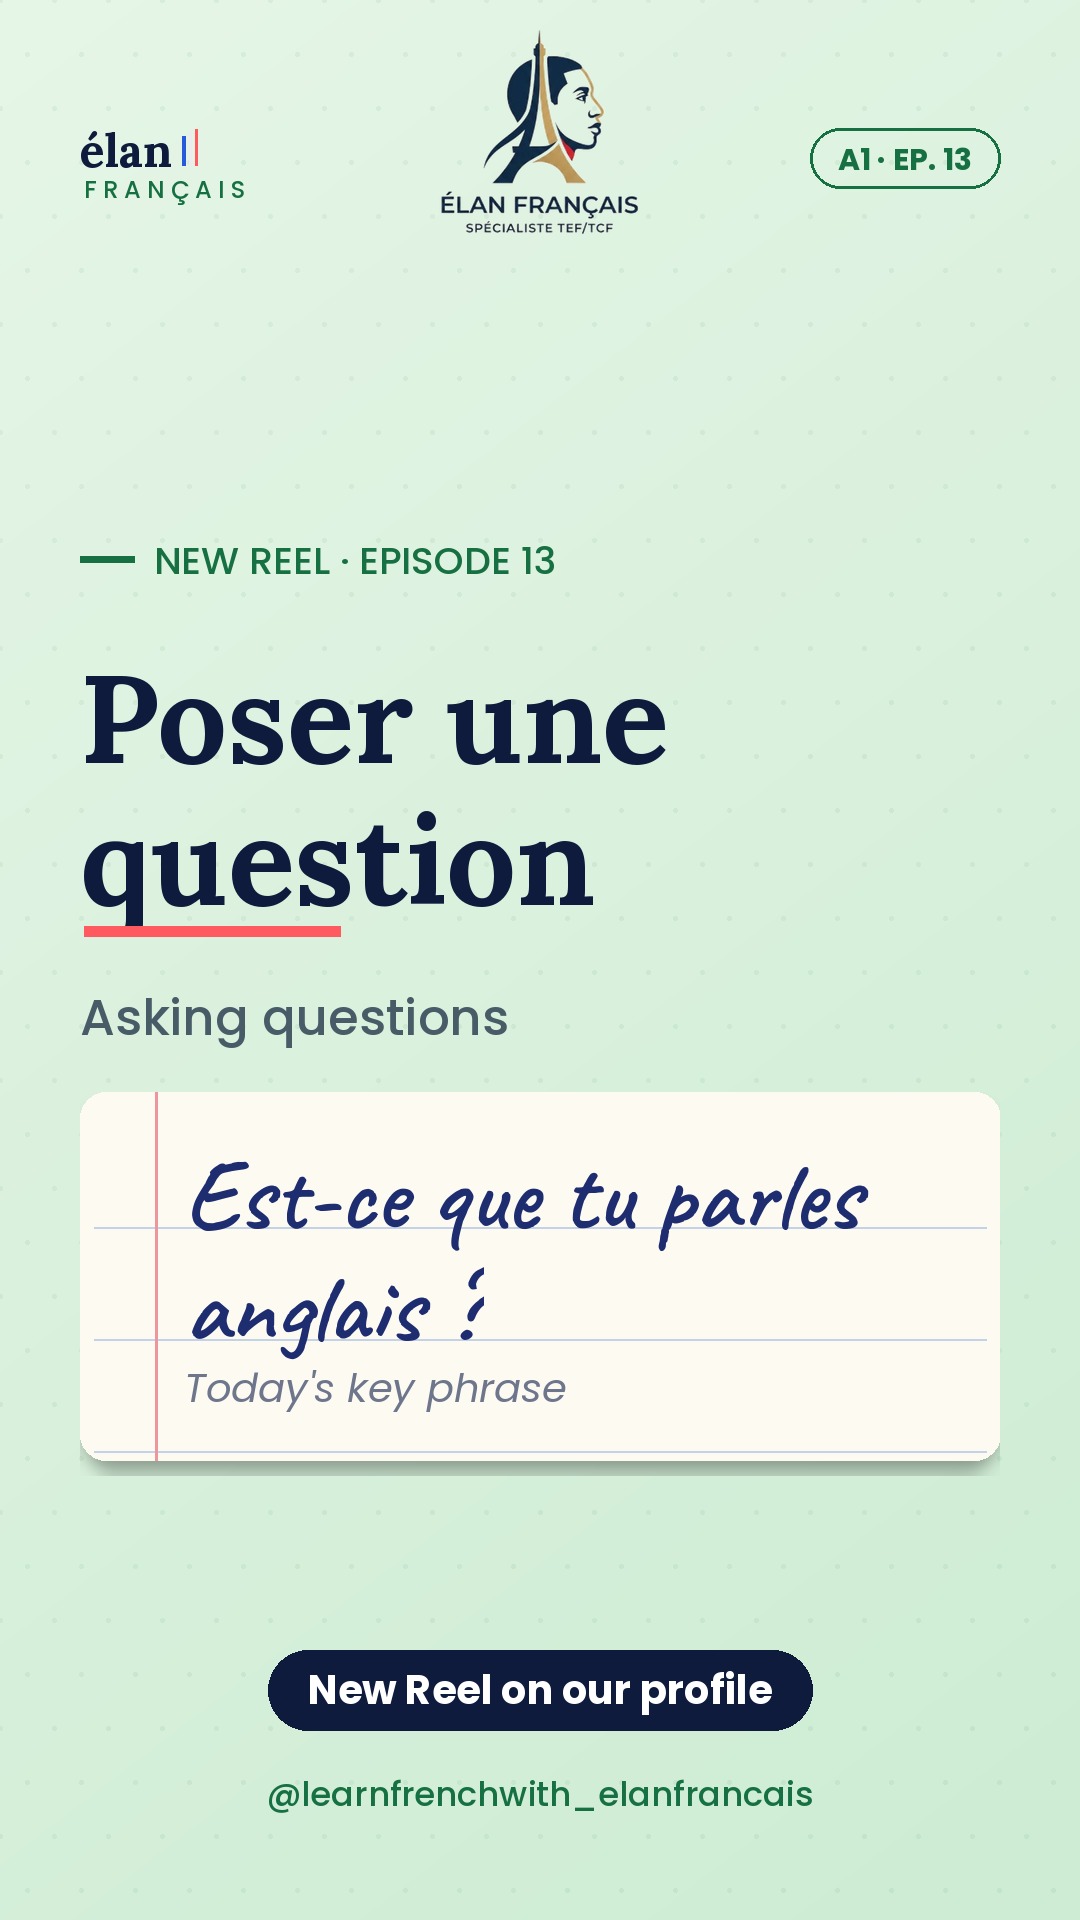 élan
FRANÇAIS
ÉLAN FRANÇAIS
SPÉCIALISTE TEF/TCF
A1 · EP. 13
NEW REEL · EPISODE 13
Poser une
question
Asking questions
Est-ce que tu parles
anglais ?
Today's key phrase
New Reel on our profile
@learnfrenchwith_elanfrancais